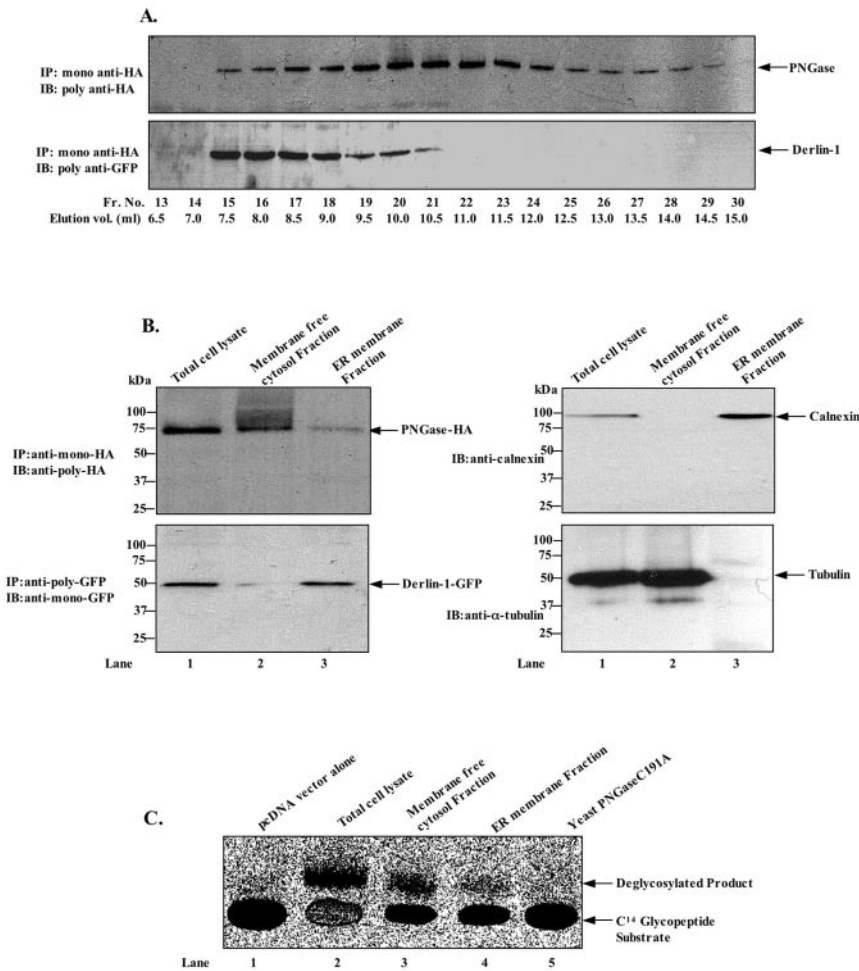 A.
IP: mono anti-HA
IB: poly anti-HA
PNGase
IP: mono anti-HA
IB: poly anti-GFP
Derlin-1
Fr. No. 13 14 15 16 17 18 19 20 21 22 23 24 25 26 27 28 29 30
Elution vol. (ml) 6.5 7.0 7.5 8.0 8.5 9.0 9.5 10.0 10.5 11.0 11.5 12.0 12.5 13.0 13.5 14.0 14.5 15.0
B.
Total cell lysate
Membrane free
cytosol Fraction
ER membrane
Fraction
kDa
100
75
50
37
25
IP:anti-mono-HA
IB:anti-poly-HA
PNGase-HA
100
75
50
37
25
IP:anti-poly-GFP
IB:anti-mono-GFP
Derlin-1-GFP
Lane 1 2 3
Total cell lysate
Membrane free
cytosol Fraction
ER membrane
Fraction
kDa
100
75
50
37
25
IB:anti-calnexin
Calnexin
100
75
50
37
25
IB:anti-α-tubulin
Tubulin
Lane 1 2 3
C.
pcDNA vector alone
Total cell lysate
Membrane free
cytosol Fraction
ER membrane Fraction
Yeast PNGaseC191A
Deglycosylated Product
C¹⁴ Glycopeptide
Substrate
Lane 1 2 3 4 5